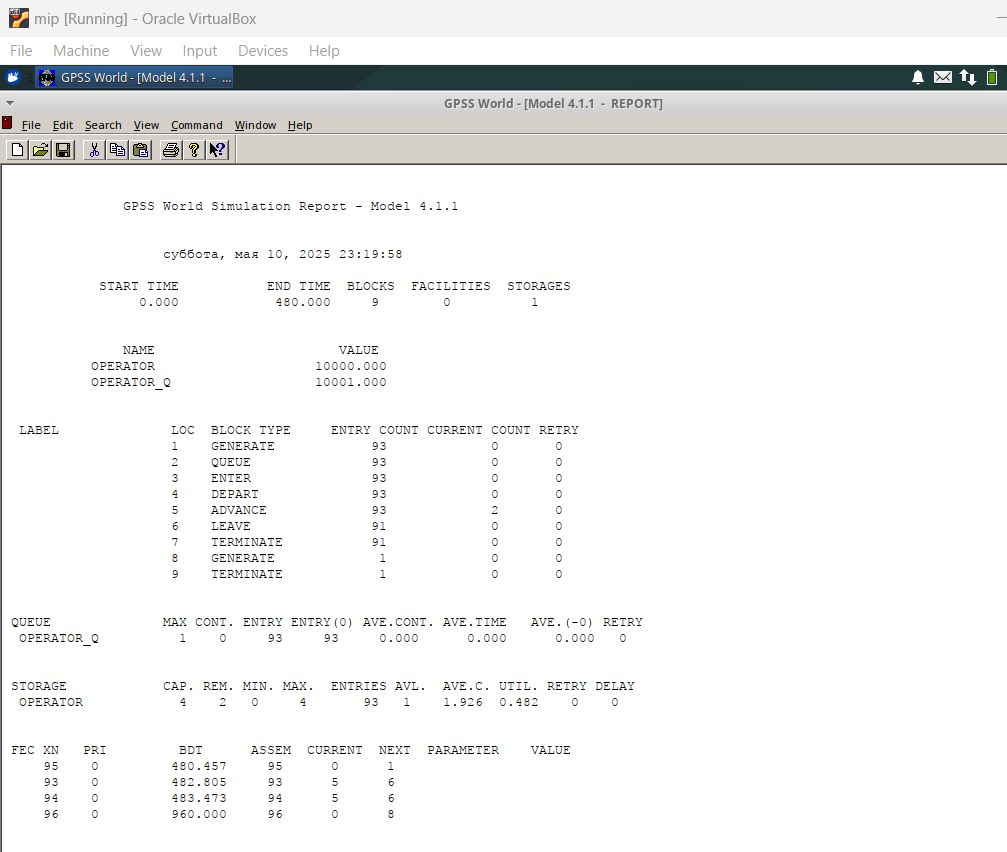 mip [Running] - Oracle VirtualBox
File Machine View Input Devices Help
GPSS World - [Model 4.1.1 - ...
GPSS World - [Model 4.1.1 - REPORT]
File Edit Search View Command Window Help
GPSS World Simulation Report - Model 4.1.1
суббота, мая 10, 2025 23:19:58
START TIME END TIME BLOCKS FACILITIES STORAGES
0.000 480.000 9 0 1
NAME VALUE
OPERATOR 10000.000
OPERATOR_Q 10001.000
LABEL LOC BLOCK TYPE ENTRY COUNT CURRENT COUNT RETRY
1 GENERATE 93 0 0
2 QUEUE 93 0 0
3 ENTER 93 0 0
4 DEPART 93 0 0
5 ADVANCE 93 2 0
6 LEAVE 91 0 0
7 TERMINATE 91 0 0
8 GENERATE 1 0 0
9 TERMINATE 1 0 0
QUEUE MAX CONT. ENTRY ENTRY(0) AVE.CONT. AVE.TIME AVE.(-0) RETRY
OPERATOR_Q 1 0 93 93 0.000 0.000 0.000 0
STORAGE CAP. REM. MIN. MAX. ENTRIES AVL. AVE.C. UTIL. RETRY DELAY
OPERATOR 4 2 0 4 93 1 1.926 0.482 0 0
FEC XN PRI BDT ASSEM CURRENT NEXT PARAMETER VALUE
95 0 480.457 95 0 1
93 0 482.805 93 5 6
94 0 483.473 94 5 6
96 0 960.000 96 0 8